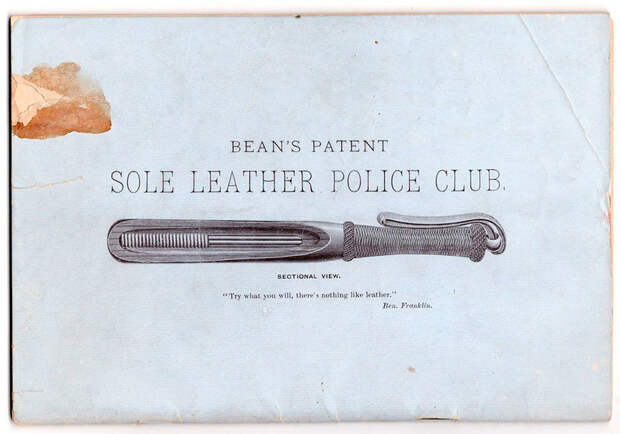 BEAN'S PATENT
SOLE LEATHER POLICE CLUB.
SECTIONAL VIEW.
"Try what you will, there's nothing like leather."
Ben. Franklin.